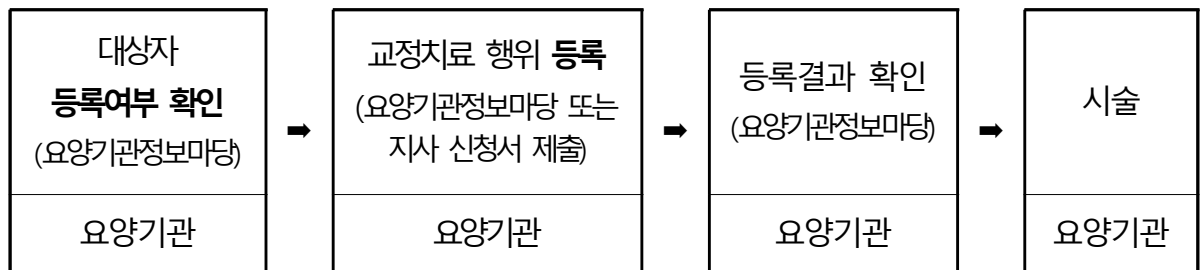 대상자
등록여부 확인
(요양기관정보마당)
요양기관
➡
교정치료 행위 등록
(요양기관정보마당 또는
지사 신청서 제출)
요양기관
➡
등록결과 확인
(요양기관정보마당)
요양기관
➡
시술
요양기관